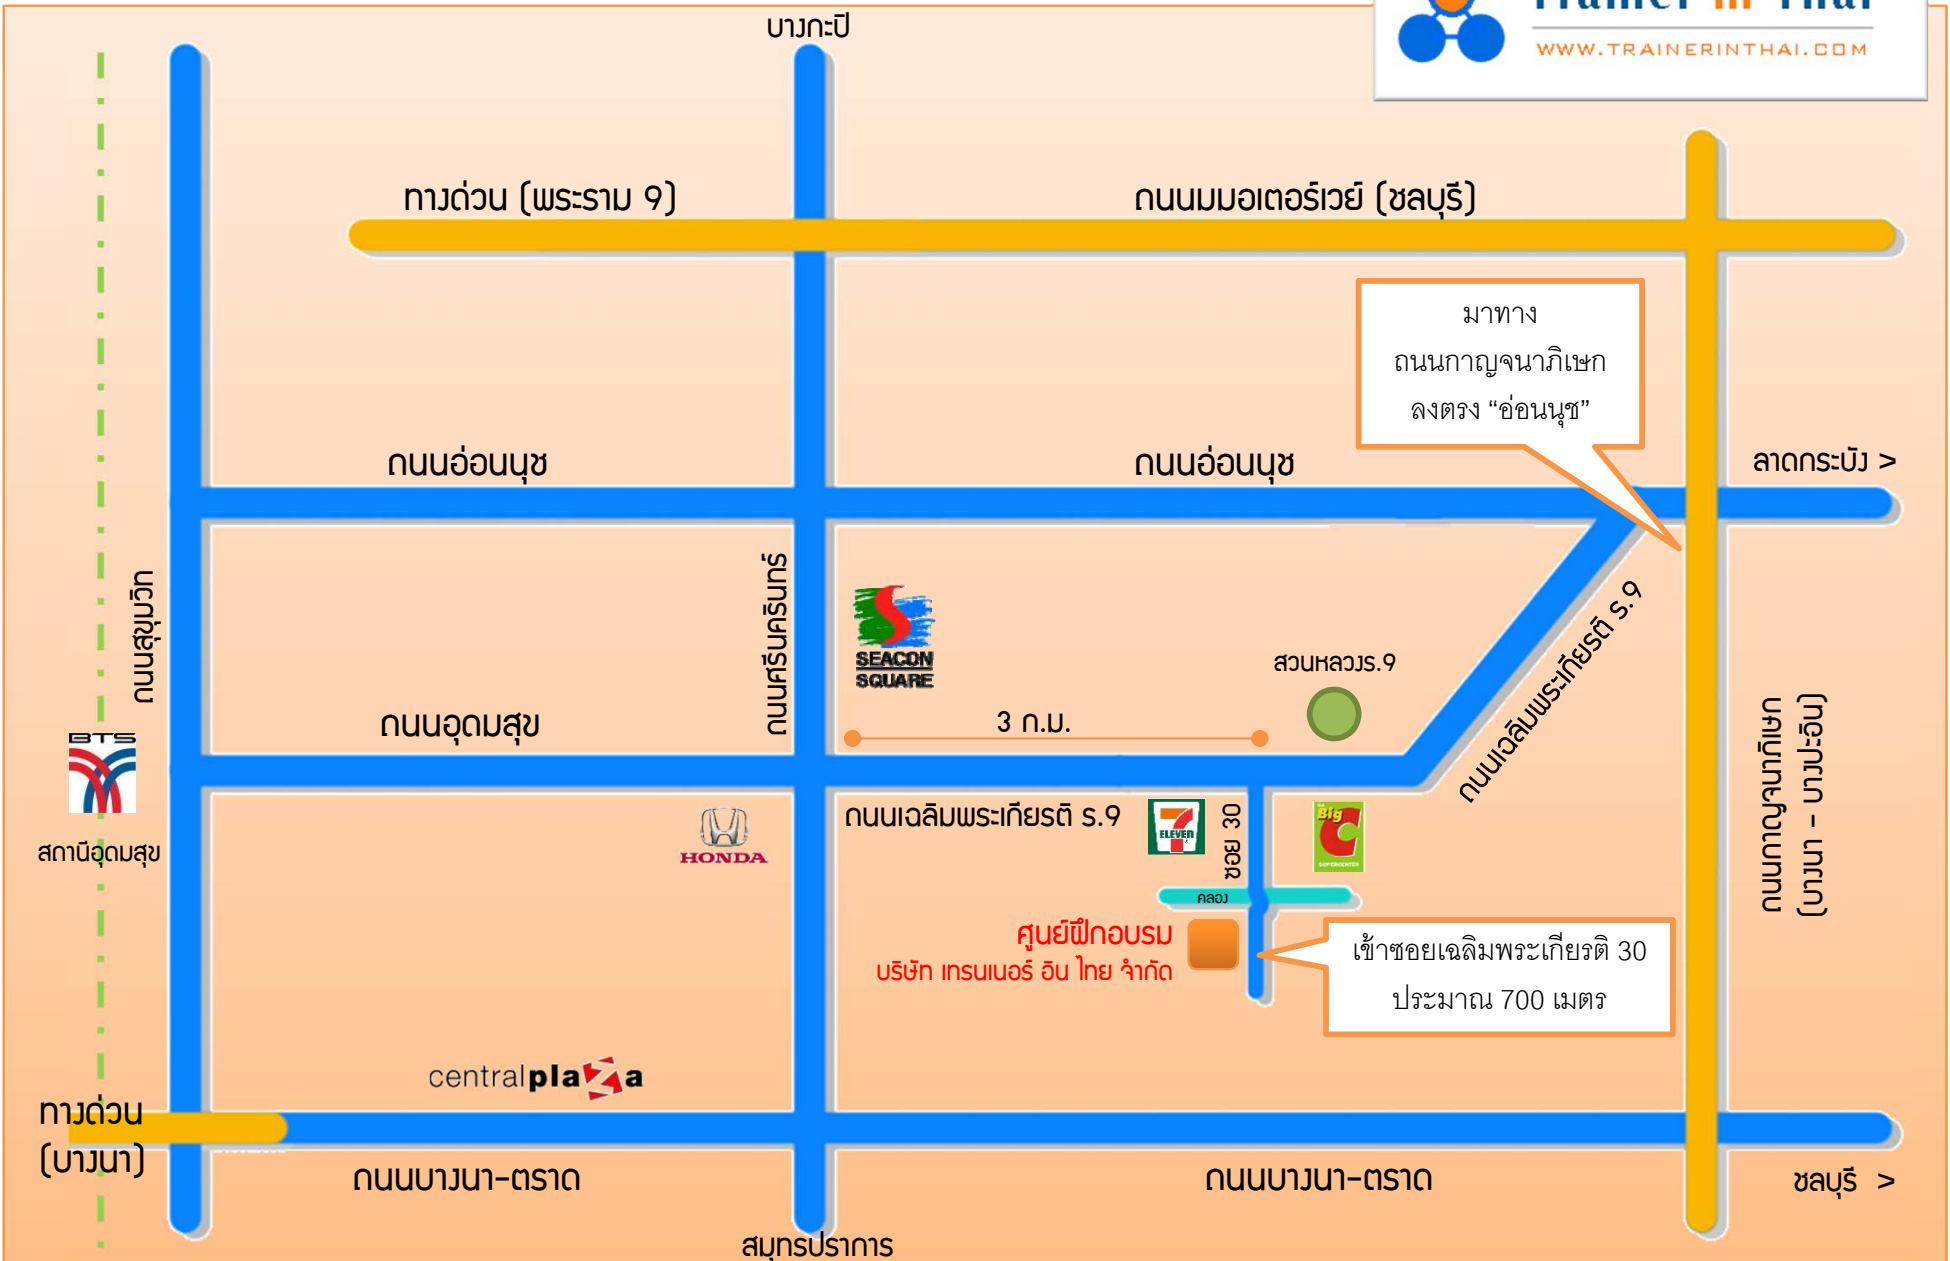 Trainer in Thai
WWW.TRAINERINTHAI.COM
บางกะปิ
ทางด่วน (พระราม 9)
ถนนมมอเตอร์เวย์ (ชลบุรี)
มาทาง
ถนนกาญจนาภิเษก
ลงตรง “อ่อนนุช”
ถนนอ่อนนุช
ถนนอ่อนนุช
ลาดกระบัง >
ถนนสุขุมวิท
ถนนศรีนครินทร์
SEACON
SQUARE
สวนหลวงร.9
ถนนเฉลิมพระเกียรติ ร.9
ถนนอุดมสุข
3 ก.ม.
ถนนกาญจนาภิเษก
(บางนา - บางปะอิน)
BTS
สถานีอุดมสุข
HONDA
ถนนเฉลิมพระเกียรติ ร.9
7
ELEVEN
ซอย 30
Big
C
SUPERCENTER
คลอง
ศูนย์ฝึกอบรม
บริษัท เทรนเนอร์ อิน ไทย จำกัด
เข้าซอยเฉลิมพระเกียรติ 30
ประมาณ 700 เมตร
centralplaza
ทางด่วน
(บางนา)
ถนนบางนา-ตราด
ถนนบางนา-ตราด
ชลบุรี >
สมุทรปราการ